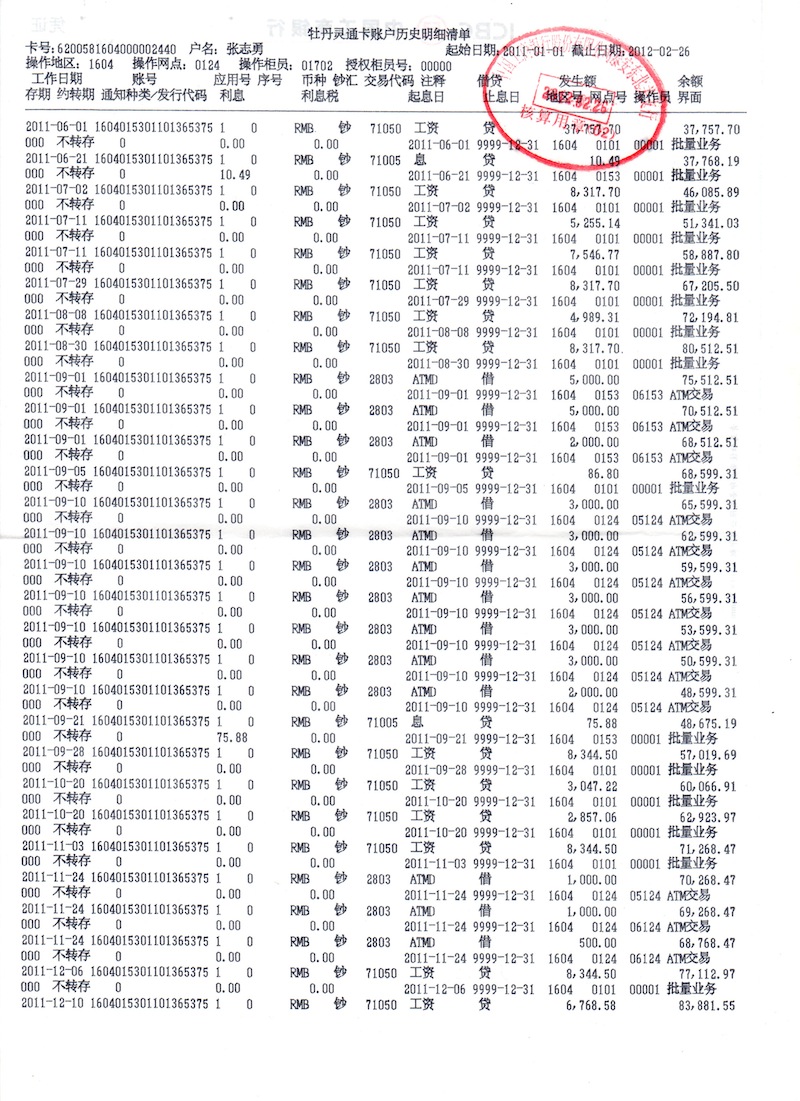 牡丹灵通卡账户历史明细清单
卡号:6200581604000002440 户名: 张志勇 起始日期:2011-01-01 截止日期:2012-02-26
操作地区: 1604 操作网点: 0124 操作柜员: 01702 授权柜员号: 00000
工作日期 账号 应用号 序号 币种 钞汇 交易代码 注释 借贷 发生额 余额
存期 约转期 通知种类/发行代码 利息 利息税 起息日 止息日 地区号 网点号 操作员 界面
核算用章(02)
2011-06-01 1604015301101365375 1 0 RMB 钞 71050 工资 贷 37,757.70 37,757.70
000 不转存 0 0.00 0.00 2011-06-01 9999-12-31 1604 0101 00001 批量业务
2011-06-21 1604015301101365375 1 0 RMB 钞 71005 息 贷 10.49 37,768.19
000 不转存 0 10.49 0.00 2011-06-21 9999-12-31 1604 0153 00001 批量业务
2011-07-02 1604015301101365375 1 0 RMB 钞 71050 工资 贷 8,317.70 46,085.89
000 不转存 0 0.00 0.00 2011-07-02 9999-12-31 1604 0101 00001 批量业务
2011-07-11 1604015301101365375 1 0 RMB 钞 71050 工资 贷 5,255.14 51,341.03
000 不转存 0 0.00 0.00 2011-07-11 9999-12-31 1604 0101 00001 批量业务
2011-07-11 1604015301101365375 1 0 RMB 钞 71050 工资 贷 7,546.77 58,887.80
000 不转存 0 0.00 0.00 2011-07-11 9999-12-31 1604 0101 00001 批量业务
2011-07-29 1604015301101365375 1 0 RMB 钞 71050 工资 贷 8,317.70 67,205.50
000 不转存 0 0.00 0.00 2011-07-29 9999-12-31 1604 0101 00001 批量业务
2011-08-08 1604015301101365375 1 0 RMB 钞 71050 工资 贷 4,989.31 72,194.81
000 不转存 0 0.00 0.00 2011-08-08 9999-12-31 1604 0101 00001 批量业务
2011-08-30 1604015301101365375 1 0 RMB 钞 71050 工资 贷 8,317.70 80,512.51
000 不转存 0 0.00 0.00 2011-08-30 9999-12-31 1604 0101 00001 批量业务
2011-09-01 1604015301101365375 1 0 RMB 钞 2803 ATMD 借 5,000.00 75,512.51
000 不转存 0 0.00 0.00 2011-09-01 9999-12-31 1604 0153 06153 ATM交易
2011-09-01 1604015301101365375 1 0 RMB 钞 2803 ATMD 借 5,000.00 70,512.51
000 不转存 0 0.00 0.00 2011-09-01 9999-12-31 1604 0153 06153 ATM交易
2011-09-01 1604015301101365375 1 0 RMB 钞 2803 ATMD 借 2,000.00 68,512.51
000 不转存 0 0.00 0.00 2011-09-01 9999-12-31 1604 0153 06153 ATM交易
2011-09-05 1604015301101365375 1 0 RMB 钞 71050 工资 贷 86.80 68,599.31
000 不转存 0 0.00 0.00 2011-09-05 9999-12-31 1604 0101 00001 批量业务
2011-09-10 1604015301101365375 1 0 RMB 钞 2803 ATMD 借 3,000.00 65,599.31
000 不转存 0 0.00 0.00 2011-09-10 9999-12-31 1604 0124 05124 ATM交易
2011-09-10 1604015301101365375 1 0 RMB 钞 2803 ATMD 借 3,000.00 62,599.31
000 不转存 0 0.00 0.00 2011-09-10 9999-12-31 1604 0124 05124 ATM交易
2011-09-10 1604015301101365375 1 0 RMB 钞 2803 ATMD 借 3,000.00 59,599.31
000 不转存 0 0.00 0.00 2011-09-10 9999-12-31 1604 0124 05124 ATM交易
2011-09-10 1604015301101365375 1 0 RMB 钞 2803 ATMD 借 3,000.00 56,599.31
000 不转存 0 0.00 0.00 2011-09-10 9999-12-31 1604 0124 05124 ATM交易
2011-09-10 1604015301101365375 1 0 RMB 钞 2803 ATMD 借 3,000.00 53,599.31
000 不转存 0 0.00 0.00 2011-09-10 9999-12-31 1604 0124 05124 ATM交易
2011-09-10 1604015301101365375 1 0 RMB 钞 2803 ATMD 借 3,000.00 50,599.31
000 不转存 0 0.00 0.00 2011-09-10 9999-12-31 1604 0124 05124 ATM交易
2011-09-10 1604015301101365375 1 0 RMB 钞 2803 ATMD 借 2,000.00 48,599.31
000 不转存 0 0.00 0.00 2011-09-10 9999-12-31 1604 0124 05124 ATM交易
2011-09-21 1604015301101365375 1 0 RMB 钞 71005 息 贷 75.88 48,675.19
000 不转存 0 75.88 0.00 2011-09-21 9999-12-31 1604 0153 00001 批量业务
2011-09-28 1604015301101365375 1 0 RMB 钞 71050 工资 贷 8,344.50 57,019.69
000 不转存 0 0.00 0.00 2011-09-28 9999-12-31 1604 0101 00001 批量业务
2011-10-20 1604015301101365375 1 0 RMB 钞 71050 工资 贷 3,047.22 60,066.91
000 不转存 0 0.00 0.00 2011-10-20 9999-12-31 1604 0101 00001 批量业务
2011-10-20 1604015301101365375 1 0 RMB 钞 71050 工资 贷 2,857.06 62,923.97
000 不转存 0 0.00 0.00 2011-10-20 9999-12-31 1604 0101 00001 批量业务
2011-11-03 1604015301101365375 1 0 RMB 钞 71050 工资 贷 8,344.50 71,268.47
000 不转存 0 0.00 0.00 2011-11-03 9999-12-31 1604 0101 00001 批量业务
2011-11-24 1604015301101365375 1 0 RMB 钞 2803 ATMD 借 1,000.00 70,268.47
000 不转存 0 0.00 0.00 2011-11-24 9999-12-31 1604 0124 05124 ATM交易
2011-11-24 1604015301101365375 1 0 RMB 钞 2803 ATMD 借 1,000.00 69,268.47
000 不转存 0 0.00 0.00 2011-11-24 9999-12-31 1604 0124 06124 ATM交易
2011-11-24 1604015301101365375 1 0 RMB 钞 2803 ATMD 借 500.00 68,768.47
000 不转存 0 0.00 0.00 2011-11-24 9999-12-31 1604 0124 06124 ATM交易
2011-12-06 1604015301101365375 1 0 RMB 钞 71050 工资 贷 8,344.50 77,112.97
000 不转存 0 0.00 0.00 2011-12-06 9999-12-31 1604 0101 00001 批量业务
2011-12-10 1604015301101365375 1 0 RMB 钞 71050 工资 贷 6,768.58 83,881.55